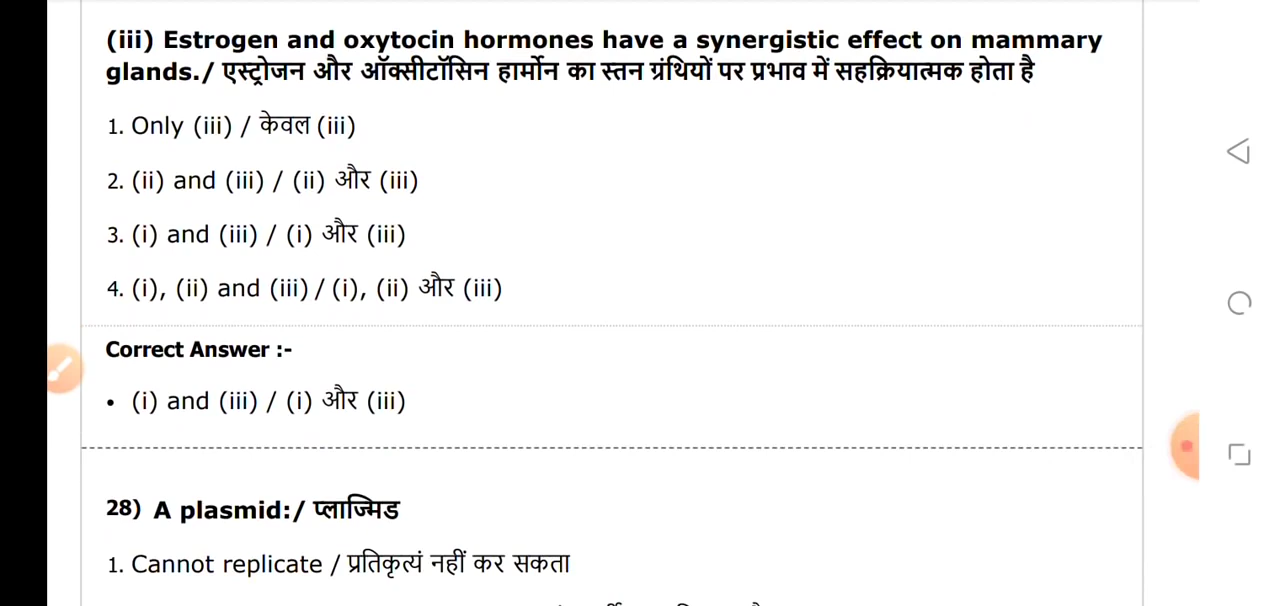 (iii) Estrogen and oxytocin hormones have a synergistic effect on mammary
glands./ एस्ट्रोजन और ऑक्सीटॉसिन हार्मोन का स्तन ग्रंथियों पर प्रभाव में सहक्रियात्मक होता है
1. Only (iii) / केवल (iii)
2. (ii) and (iii) / (ii) और (iii)
3. (i) and (iii) / (i) और (iii)
4. (i), (ii) and (iii) / (i), (ii) और (iii)
Correct Answer :-
• (i) and (iii) / (i) और (iii)
28) A plasmid:/ प्लाज्मिड
1. Cannot replicate / प्रतिकृत्यं नहीं कर सकता